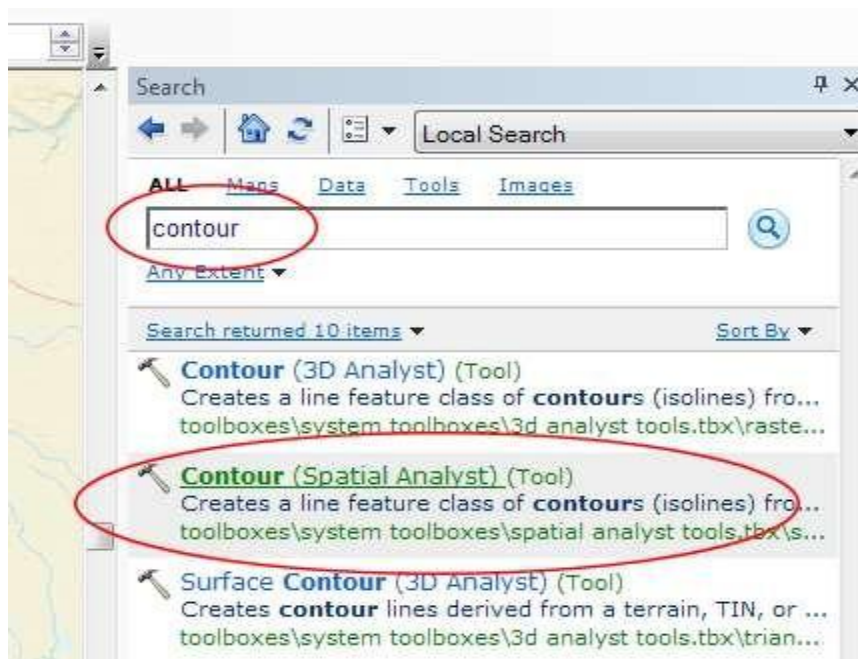 Search
Local Search
ALL Maps Data Tools Images
contour
Any Extent
Search returned 10 items Sort By
Contour (3D Analyst) (Tool)
Creates a line feature class of contours (isolines) fro...
toolboxes\system toolboxes\3d analyst tools.tbx\raste...
Contour (Spatial Analyst) (Tool)
Creates a line feature class of contours (isolines) fro...
toolboxes\system toolboxes\spatial analyst tools.tbx\s...
Surface Contour (3D Analyst) (Tool)
Creates contour lines derived from a terrain, TIN, or ...
toolboxes\system toolboxes\3d analyst tools.tbx\trian...